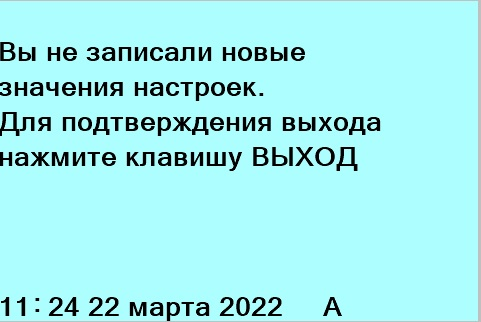 Вы не записали новые
значения настроек.
Для подтверждения выхода
нажмите клавишу ВЫХОД
11: 24 22 марта 2022 А